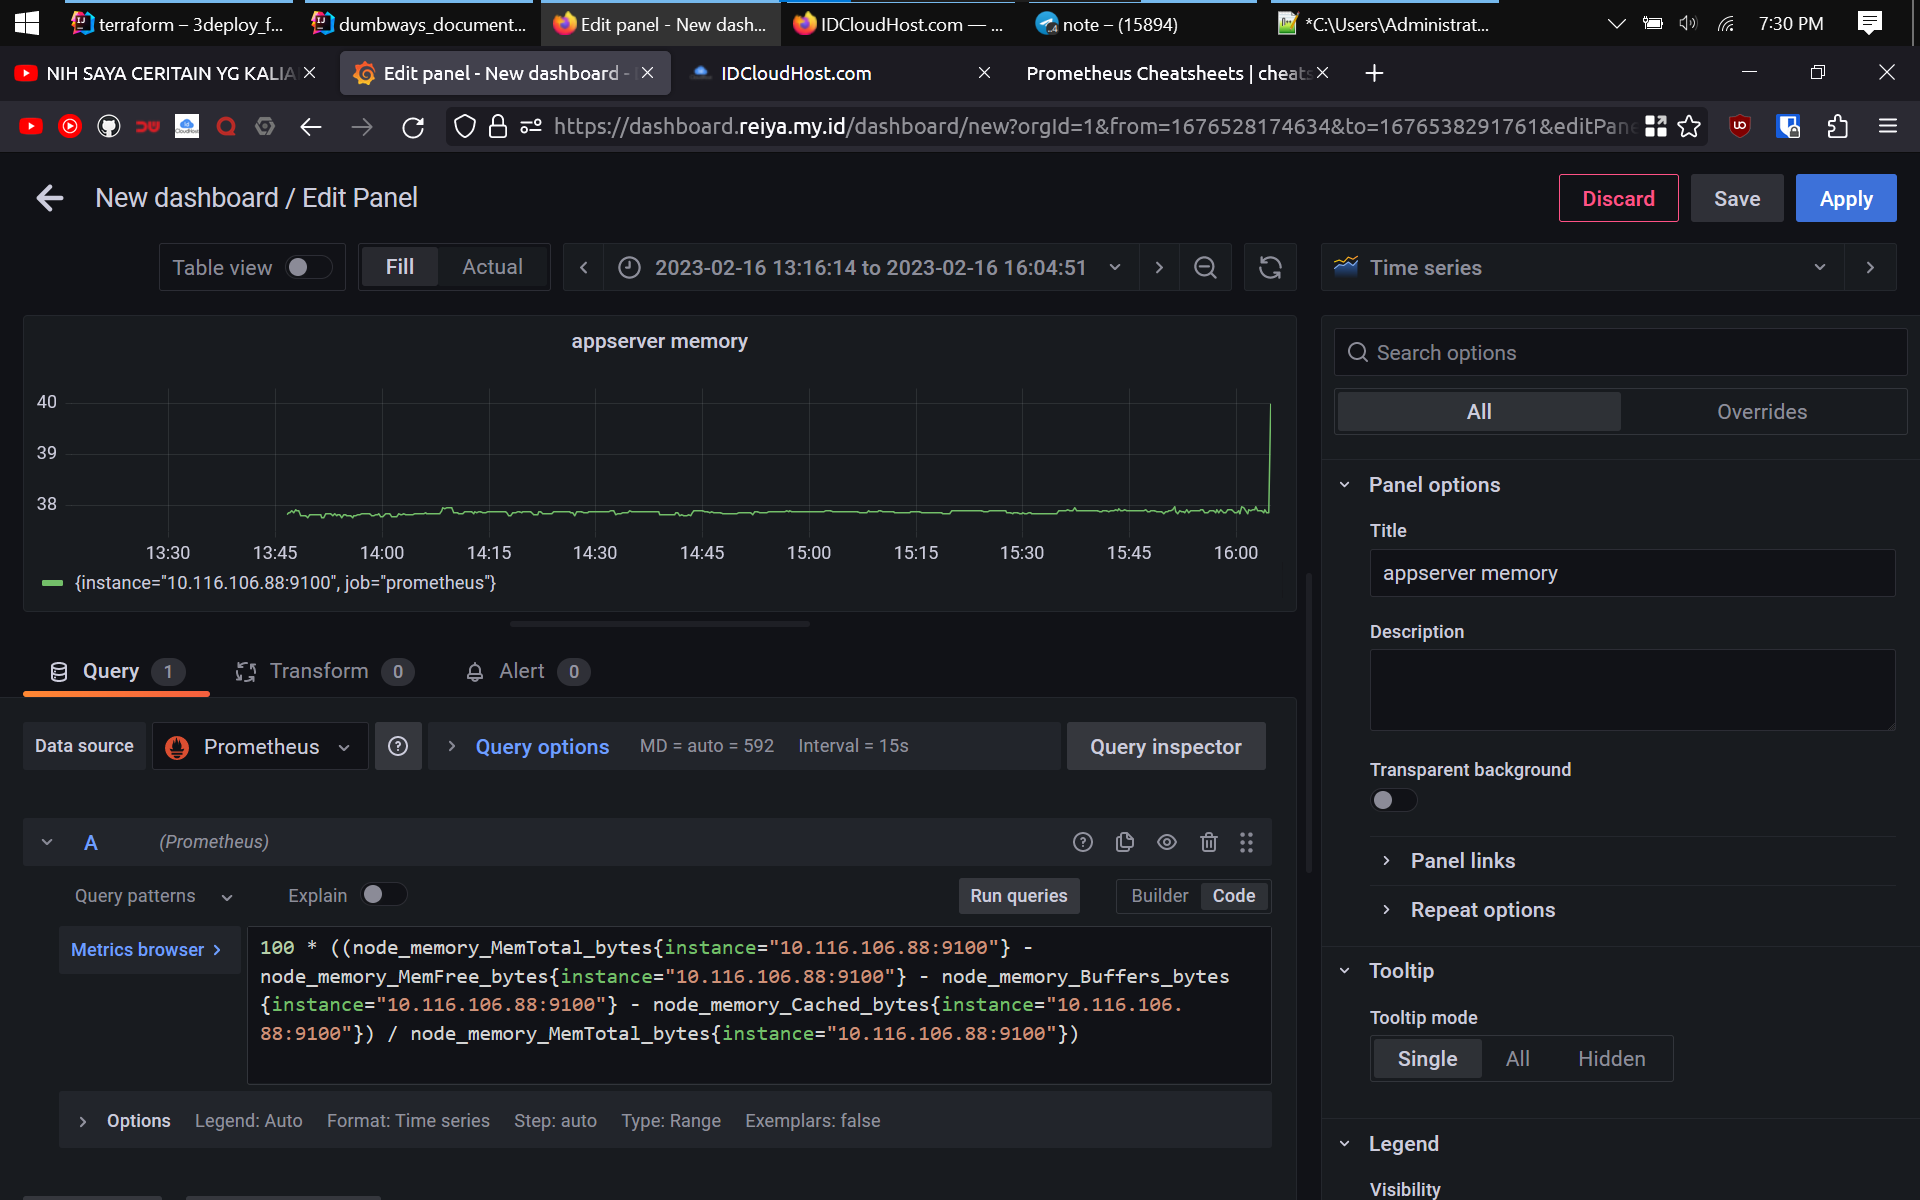 terraform – 3deploy_f...
dumbways_document...
Edit panel - New dash...
IDCloudHost.com — ...
note – (15894)
*C:\Users\Administrat...
7:30 PM
NIH SAYA CERITAIN YG KALIA
Edit panel - New dashboard -
IDCloudHost.com
Prometheus Cheatsheets | cheats
https://dashboard.reiya.my.id/dashboard/new?orgId=1&from=1676528174634&to=1676538291761&editPane
New dashboard / Edit Panel
Discard
Save
Apply
Table view
Fill
Actual
2023-02-16 13:16:14 to 2023-02-16 16:04:51
Time series
appserver memory
40
39
38
13:30
13:45
14:00
14:15
14:30
14:45
15:00
15:15
15:30
15:45
16:00
{instance="10.116.106.88:9100", job="prometheus"}
Search options
All
Overrides
Panel options
Title
appserver memory
Description
Transparent background
Panel links
Repeat options
Tooltip
Tooltip mode
Single
All
Hidden
Legend
Visibility
Query 1
Transform 0
Alert 0
Data source
Prometheus
Query options
MD = auto = 592
Interval = 15s
Query inspector
A
(Prometheus)
Query patterns
Explain
Run queries
Builder
Code
Metrics browser
100 * ((node_memory_MemTotal_bytes{instance="10.116.106.88:9100"} -
node_memory_MemFree_bytes{instance="10.116.106.88:9100"} - node_memory_Buffers_bytes
{instance="10.116.106.88:9100"} - node_memory_Cached_bytes{instance="10.116.106.
88:9100"}) / node_memory_MemTotal_bytes{instance="10.116.106.88:9100"})
Options
Legend: Auto
Format: Time series
Step: auto
Type: Range
Exemplars: false